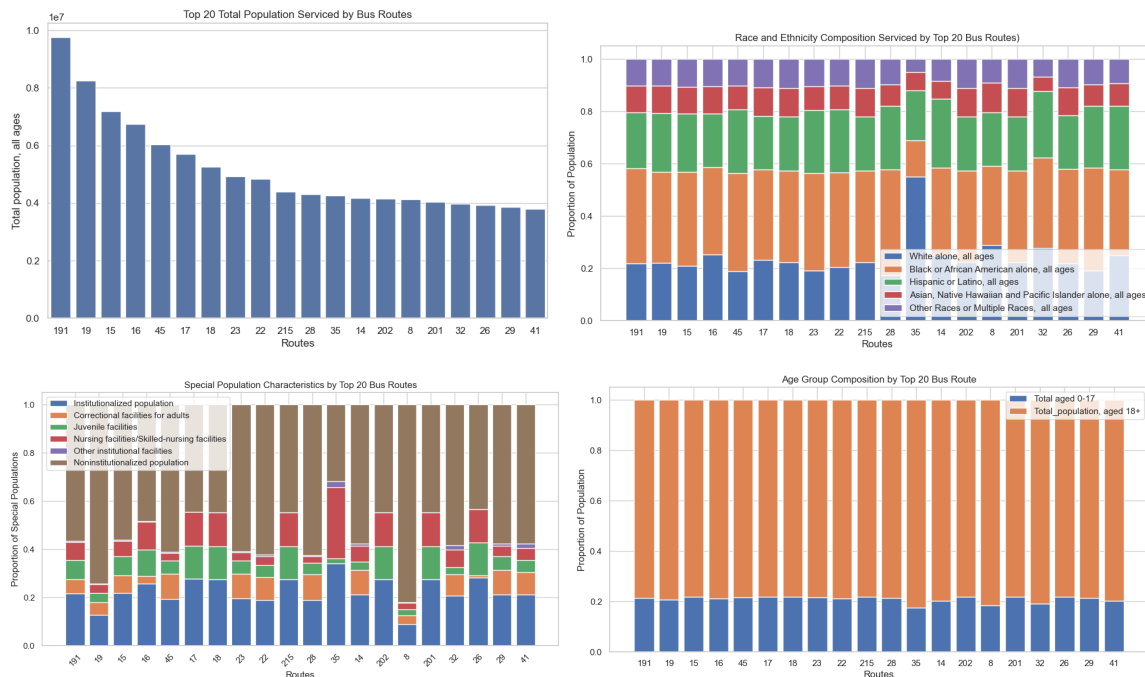 Top 20 Total Population Serviced by Bus Routes
1e7
1.0
0.8
0.6
0.4
0.2
0.0
Total population, all ages
191 19 15 16 45 17 18 23 22 215 28 35 14 202 8 201 32 26 29 41
Routes
Race and Ethnicity Composition Serviced by Top 20 Bus Routes)
1.0
0.8
0.6
0.4
0.2
0.0
Proportion of Population
White alone, all ages
Black or African American alone, all ages
Hispanic or Latino, all ages
Asian, Native Hawaiian and Pacific Islander alone, all ages
Other Races or Multiple Races, all ages
191 19 15 16 45 17 18 23 22 215 28 35 14 202 8 201 32 26 29 41
Routes
Special Population Characteristics by Top 20 Bus Routes
Institutionalized population
Correctional facilities for adults
Juvenile facilities
Nursing facilities/Skilled-nursing facilities
Other institutional facilities
Noninstitutionalized population
1.0
0.8
0.6
0.4
0.2
0.0
Proportion of Special Populations
191 19 15 16 45 17 18 23 22 215 28 35 14 202 8 201 32 26 29 41
Routes
Age Group Composition by Top 20 Bus Route
Total aged 0-17
Total_population, aged 18+
1.0
0.8
0.6
0.4
0.2
0.0
Proportion of Population
191 19 15 16 45 17 18 23 22 215 28 35 14 202 8 201 32 26 29 41
Routes